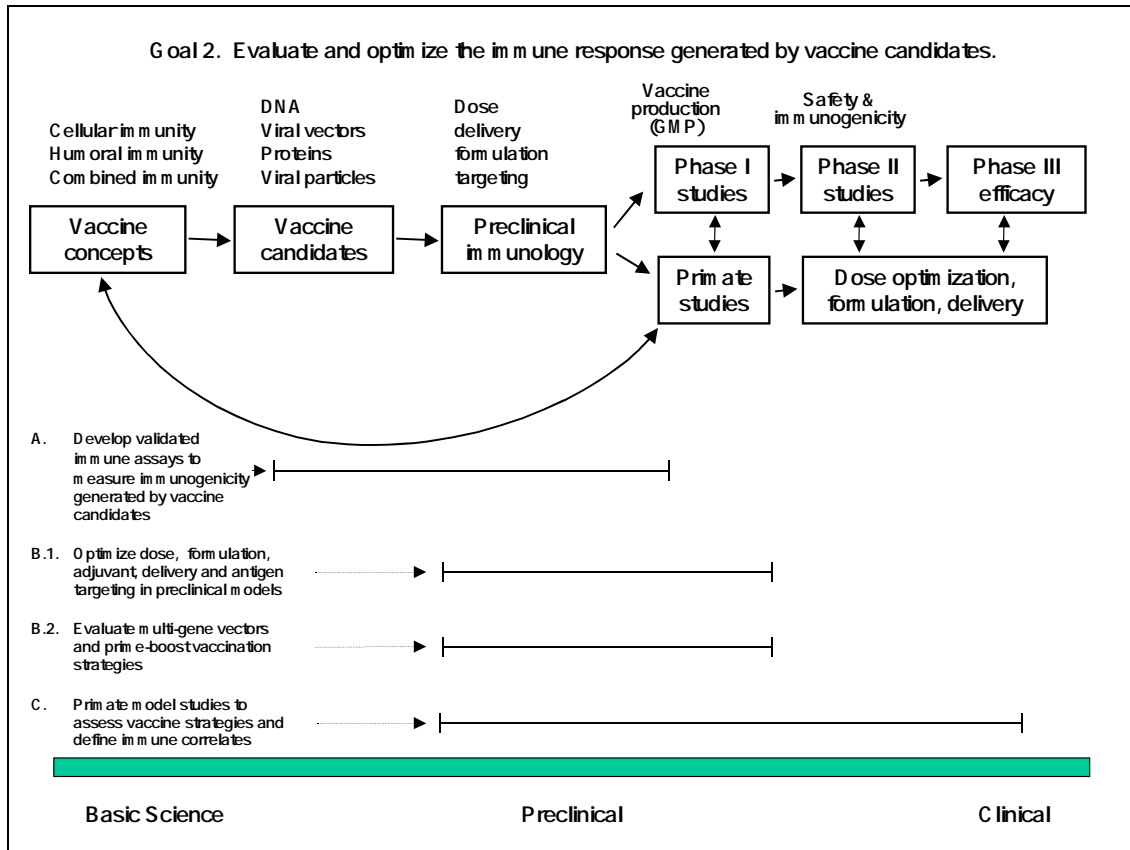 Goal 2. Evaluate and optimize the immune response generated by vaccine candidates.
Cellular immunity
Humoral immunity
Combined immunity
DNA
Viral vectors
Proteins
Viral particles
Dose
delivery
formulation
targeting
Vaccine
production
(GMP)
Safety &
immunogenicity
Vaccine
concepts
Vaccine
candidates
Preclinical
immunology
Phase I
studies
Phase II
studies
Phase III
efficacy
Primate
studies
Dose optimization,
formulation, delivery
A. Develop validated
immune assays to
measure immunogenicity
generated by vaccine
candidates
B.1. Optimize dose, formulation,
adjuvant, delivery and antigen
targeting in preclinical models
B.2. Evaluate multi-gene vectors
and prime-boost vaccination
strategies
C. Primate model studies to
assess vaccine strategies and
define immune correlates
Basic Science Preclinical Clinical